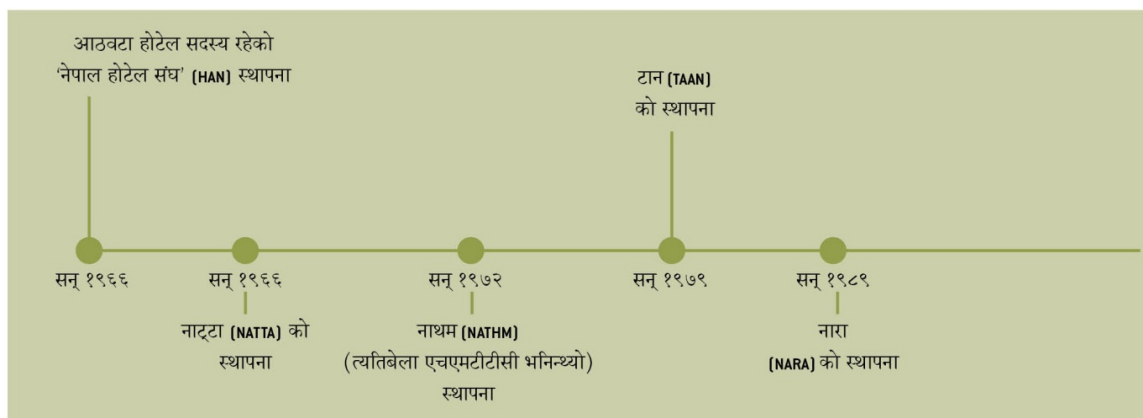 आठवटा होटेल सदस्य रहेको
‘नेपाल होटेल संघ’ (HAN) स्थापना
टान (TAAN)
को स्थापना
सन् १९६६
सन् १९६६
सन् १९७२
सन् १९७९
सन् १९८९
नाट्टा (NATTA) को
स्थापना
नाथम (NATHM)
(त्यतिबेला एचएमटीटीसी भनिन्थ्यो)
स्थापना
नारा
(NARA) को स्थापना